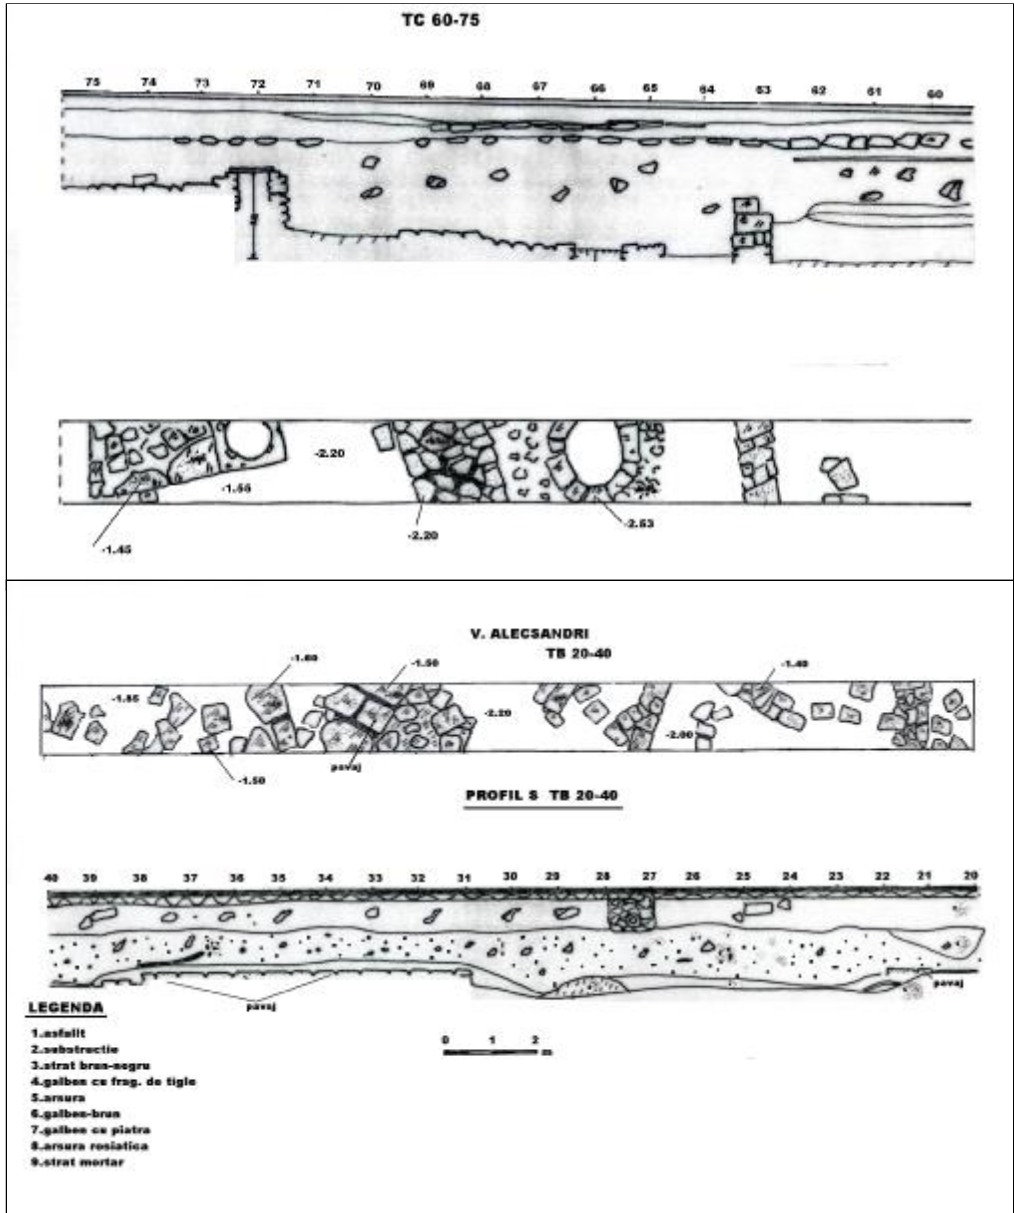 TC 60-75
75 74 73 72 71 70 69 68 67 66 65 64 63 62 61 60
-2.20
-1.55
-2.53
-2.20
-1.45
V. ALECSANDRI
TB 20-40
-1.60
-1.50
-1.40
-1.85
-2.20
-2.00
pavaj
-1.50
PROFIL S TB 20-40
40 39 38 37 36 35 34 33 32 31 30 29 28 27 26 25 24 23 22 21 20
pavaj
pavaj
LEGENDA
1.asfalit
2.substructie
3.strat brun-negru
4.galben cu frag. de tigle
5.arsura
6.galben-brun
7.galben cu piatra
8.arsura rosiatica
9.strat mortar
0 1 2 m